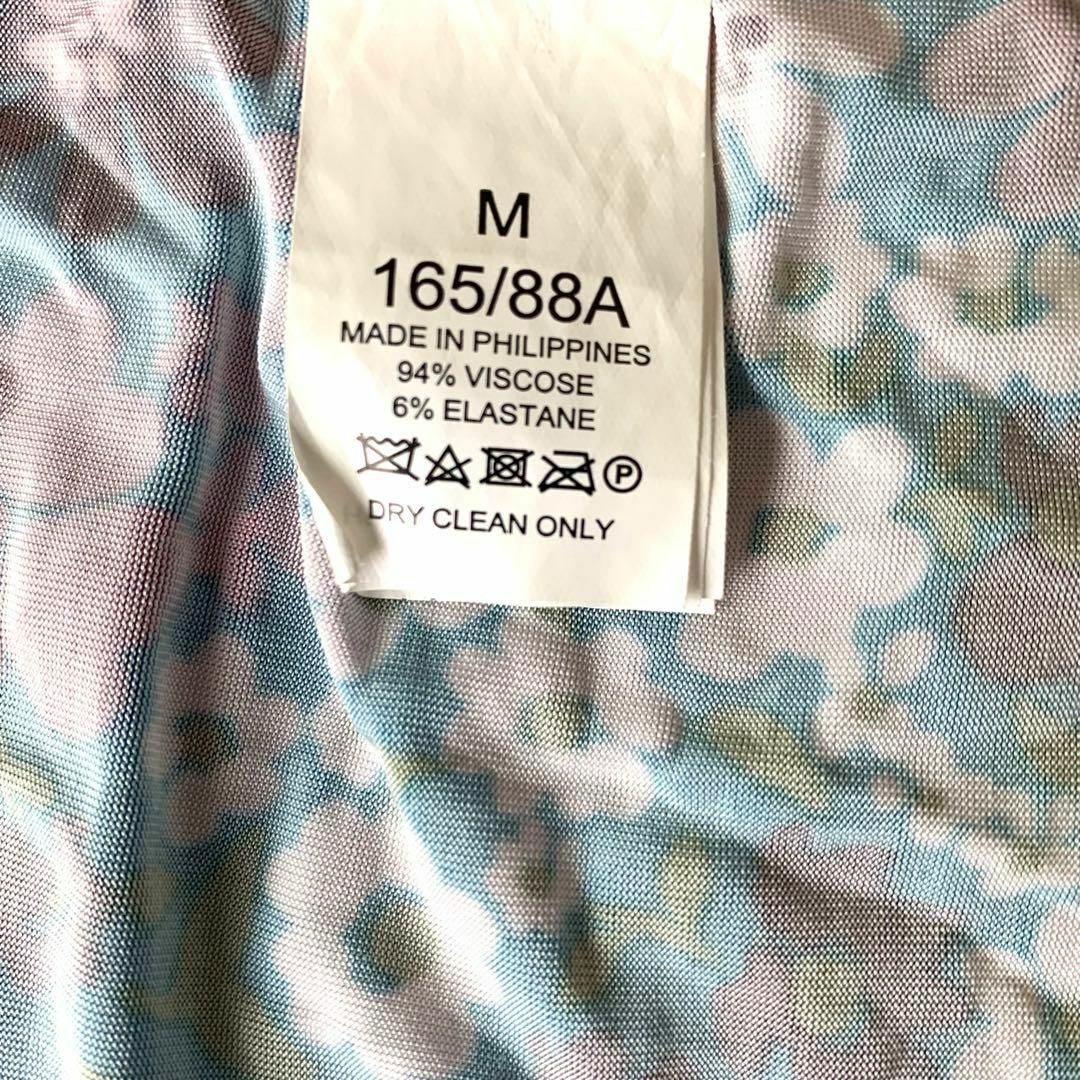 M
165/88A
MADE IN PHILIPPINES
94% VISCOSE
6% ELASTANE
P
DRY CLEAN ONLY